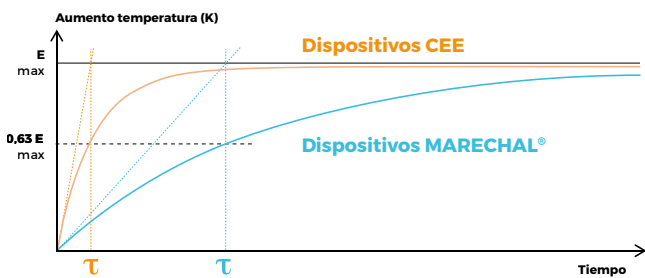 Aumento temperatura (K)
Dispositivos CEE
E
max
0,63 E
max
Dispositivos MARECHAL®
τ
τ
Tiempo